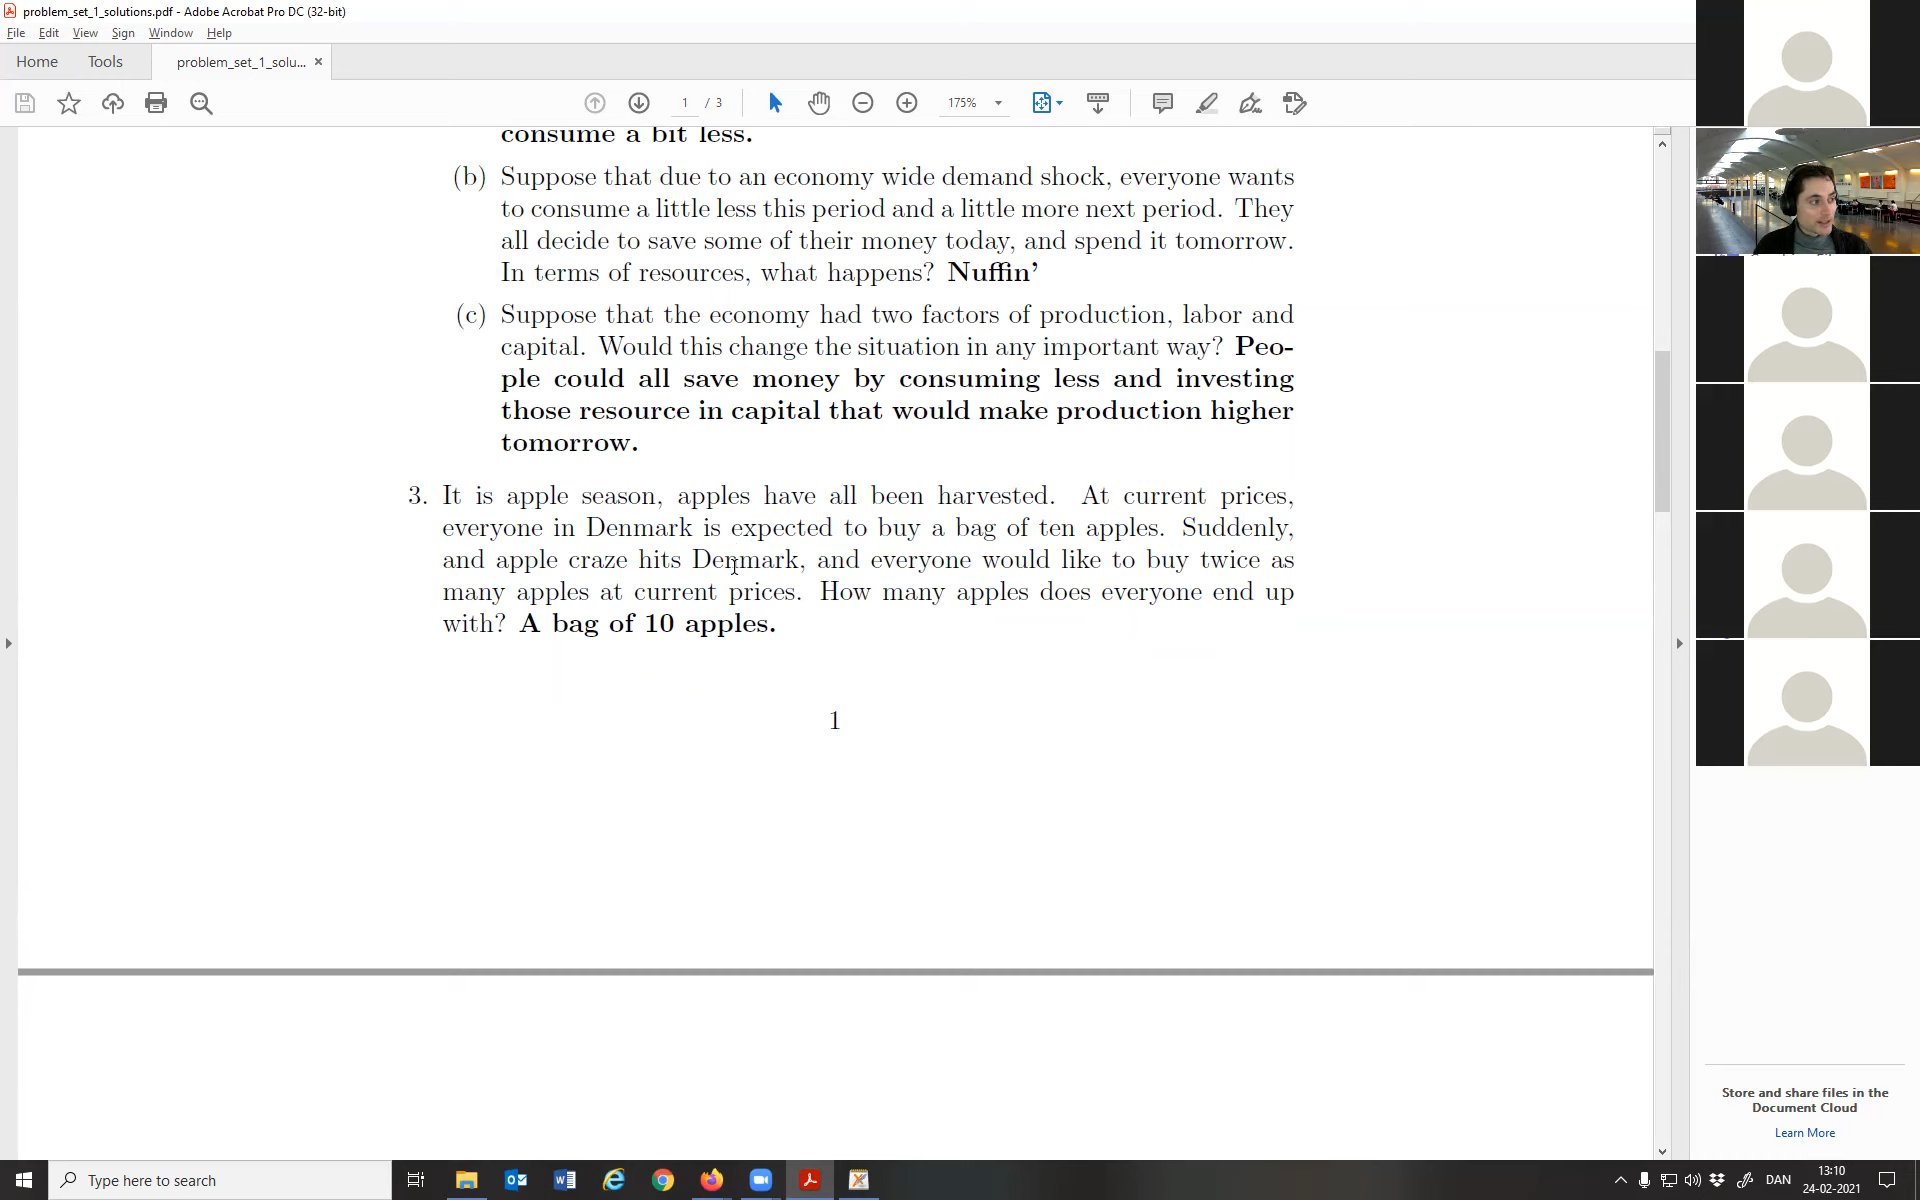 problem_set_1_solutions.pdf - Adobe Acrobat Pro DC (32-bit)
File Edit View Sign Window Help
Home Tools problem_set_1_solu... ×
1 / 3 175%
consume a bit less.
(b) Suppose that due to an economy wide demand shock, everyone wants
to consume a little less this period and a little more next period. They
all decide to save some of their money today, and spend it tomorrow.
In terms of resources, what happens? Nuffin'
(c) Suppose that the economy had two factors of production, labor and
capital. Would this change the situation in any important way? Peo-
ple could all save money by consuming less and investing
those resource in capital that would make production higher
tomorrow.
3. It is apple season, apples have all been harvested. At current prices,
everyone in Denmark is expected to buy a bag of ten apples. Suddenly,
and apple craze hits Denmark, and everyone would like to buy twice as
many apples at current prices. How many apples does everyone end up
with? A bag of 10 apples.
1
Store and share files in the
Document Cloud
Learn More
Type here to search
DAN
13:10
24-02-2021